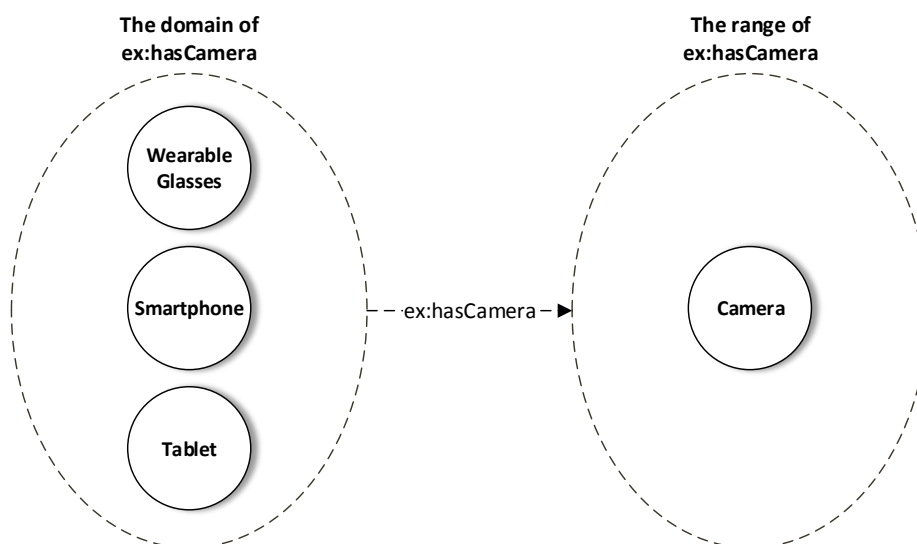 The domain of
ex:hasCamera
The range of
ex:hasCamera
Wearable
Glasses
Smartphone
ex:hasCamera
Camera
Tablet